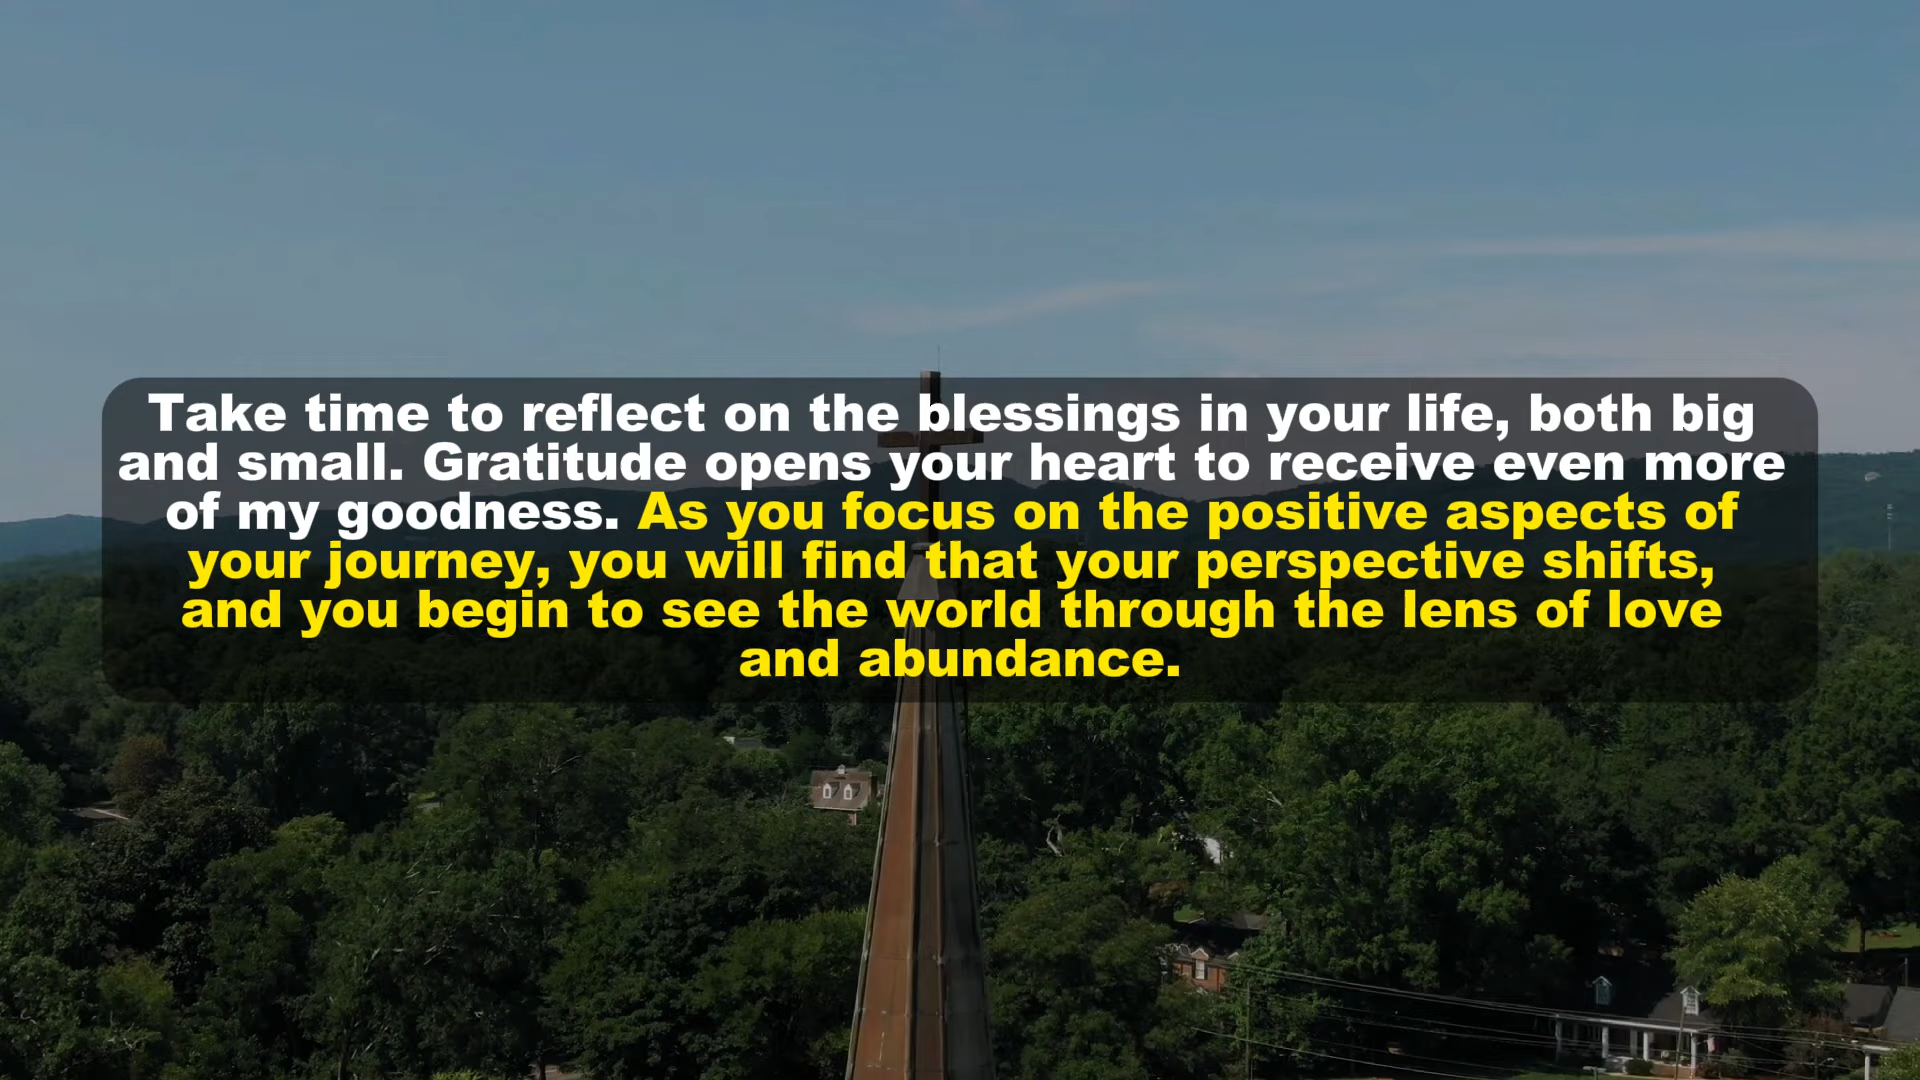 Take time to reflect on the blessings in your life, both big
and small. Gratitude opens your heart to receive even more
of my goodness. As you focus on the positive aspects of
your journey, you will find that your perspective shifts,
and you begin to see the world through the lens of love
and abundance.